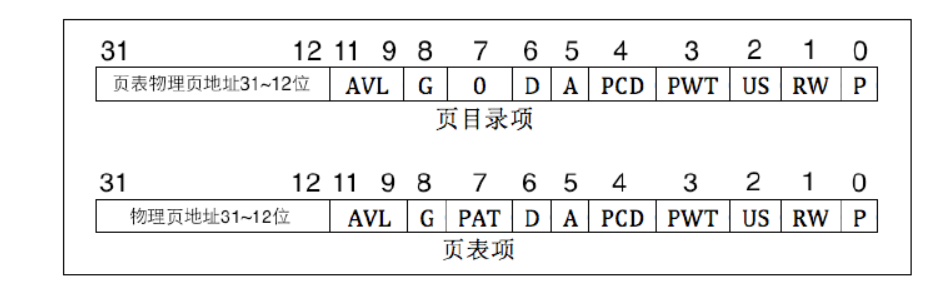 31 12 11 9 8 7 6 5 4 3 2 1 0
页表物理页地址31~12位 AVL G 0 D A PCD PWT US RW P
页目录项
31 12 11 9 8 7 6 5 4 3 2 1 0
物理页地址31~12位 AVL G PAT D A PCD PWT US RW P
页表项